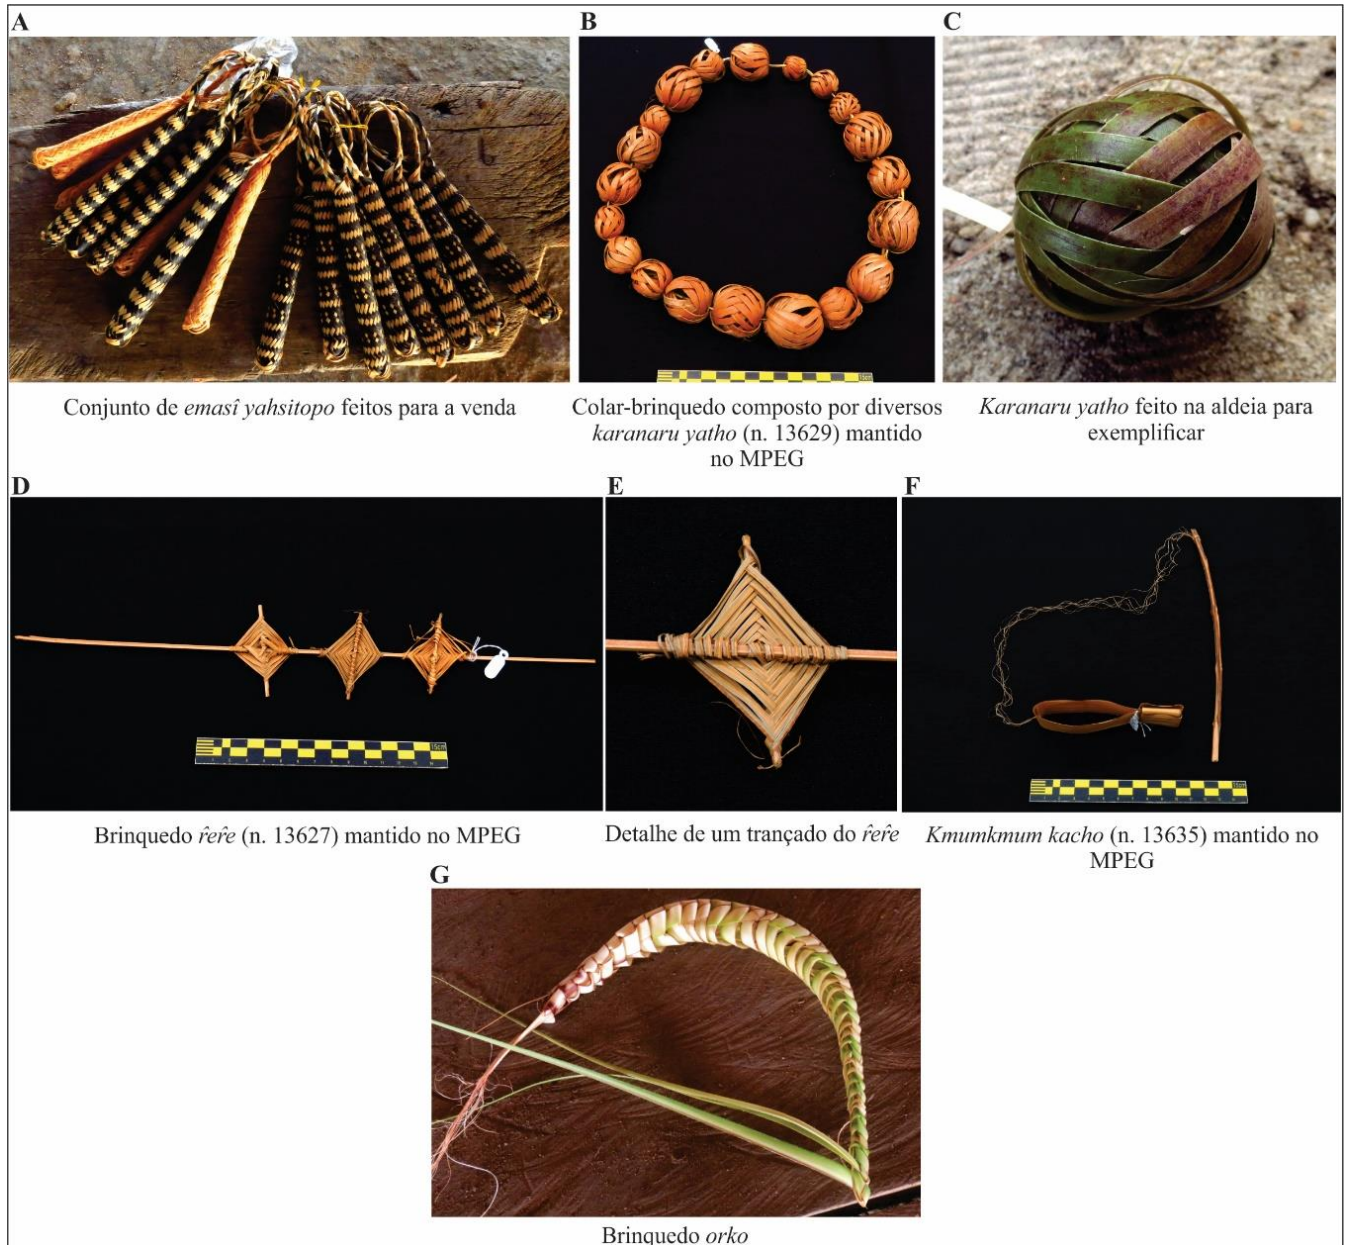 A
B
C
Conjunto de emasî yahsitopo feitos para a venda
Colar-brinquedo composto por diversos
karanaru yatho (n. 13629) mantido
no MPEG
Karanaru yatho feito na aldeia para
exemplificar
D
E
F
Brinquedo r̂er̂e (n. 13627) mantido no MPEG
Detalhe de um trançado do r̂er̂e
Kmumkmum kacho (n. 13635) mantido no
MPEG
G
Brinquedo orko